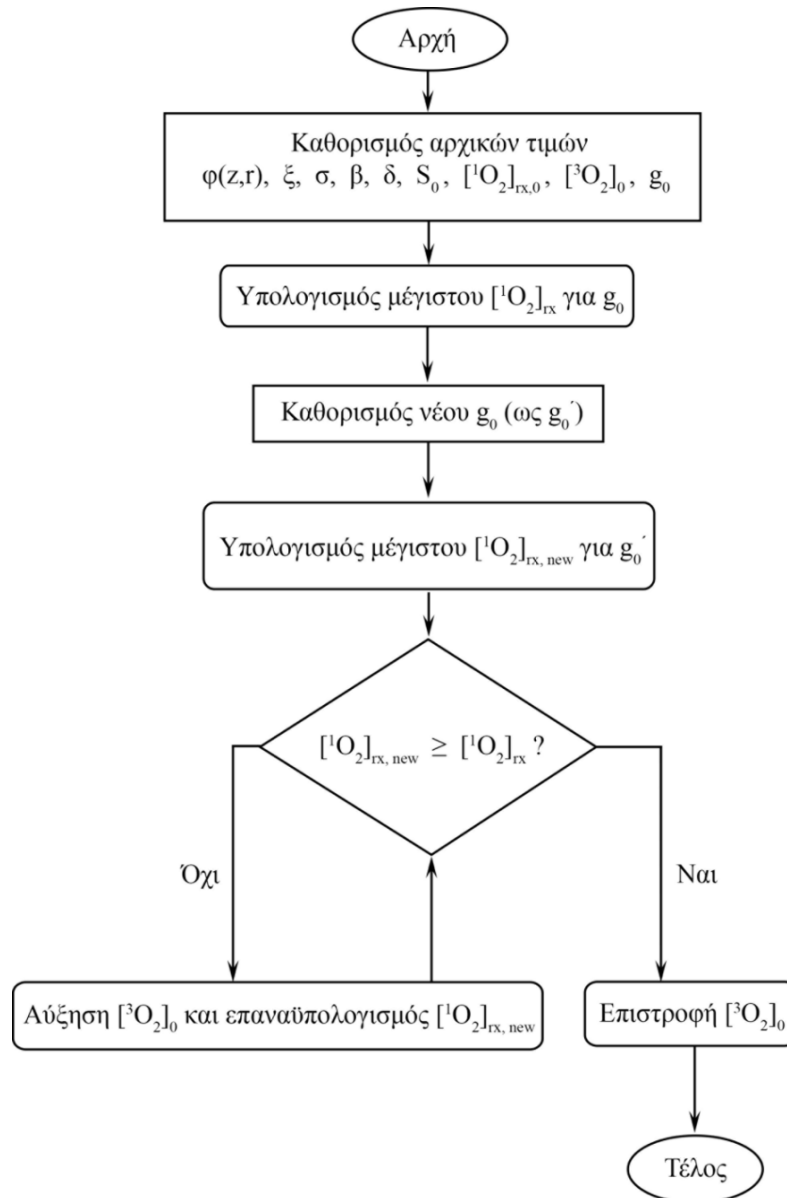 Αρχή
Καθορισμός αρχικών τιμών
φ(z,r), ξ, σ, β, δ, S₀, [¹O₂]rx,0, [³O₂]₀, g₀
Υπολογισμός μέγιστου [¹O₂]rx για g₀
Καθορισμός νέου g₀ (ως g₀´)
Υπολογισμός μέγιστου [¹O₂]rx, new για g₀´
[¹O₂]rx, new ≥ [¹O₂]rx ?
Όχι
Ναι
Αύξηση [³O₂]₀ και επαναϋπολογισμός [¹O₂]rx, new
Επιστροφή [³O₂]₀
Τέλος